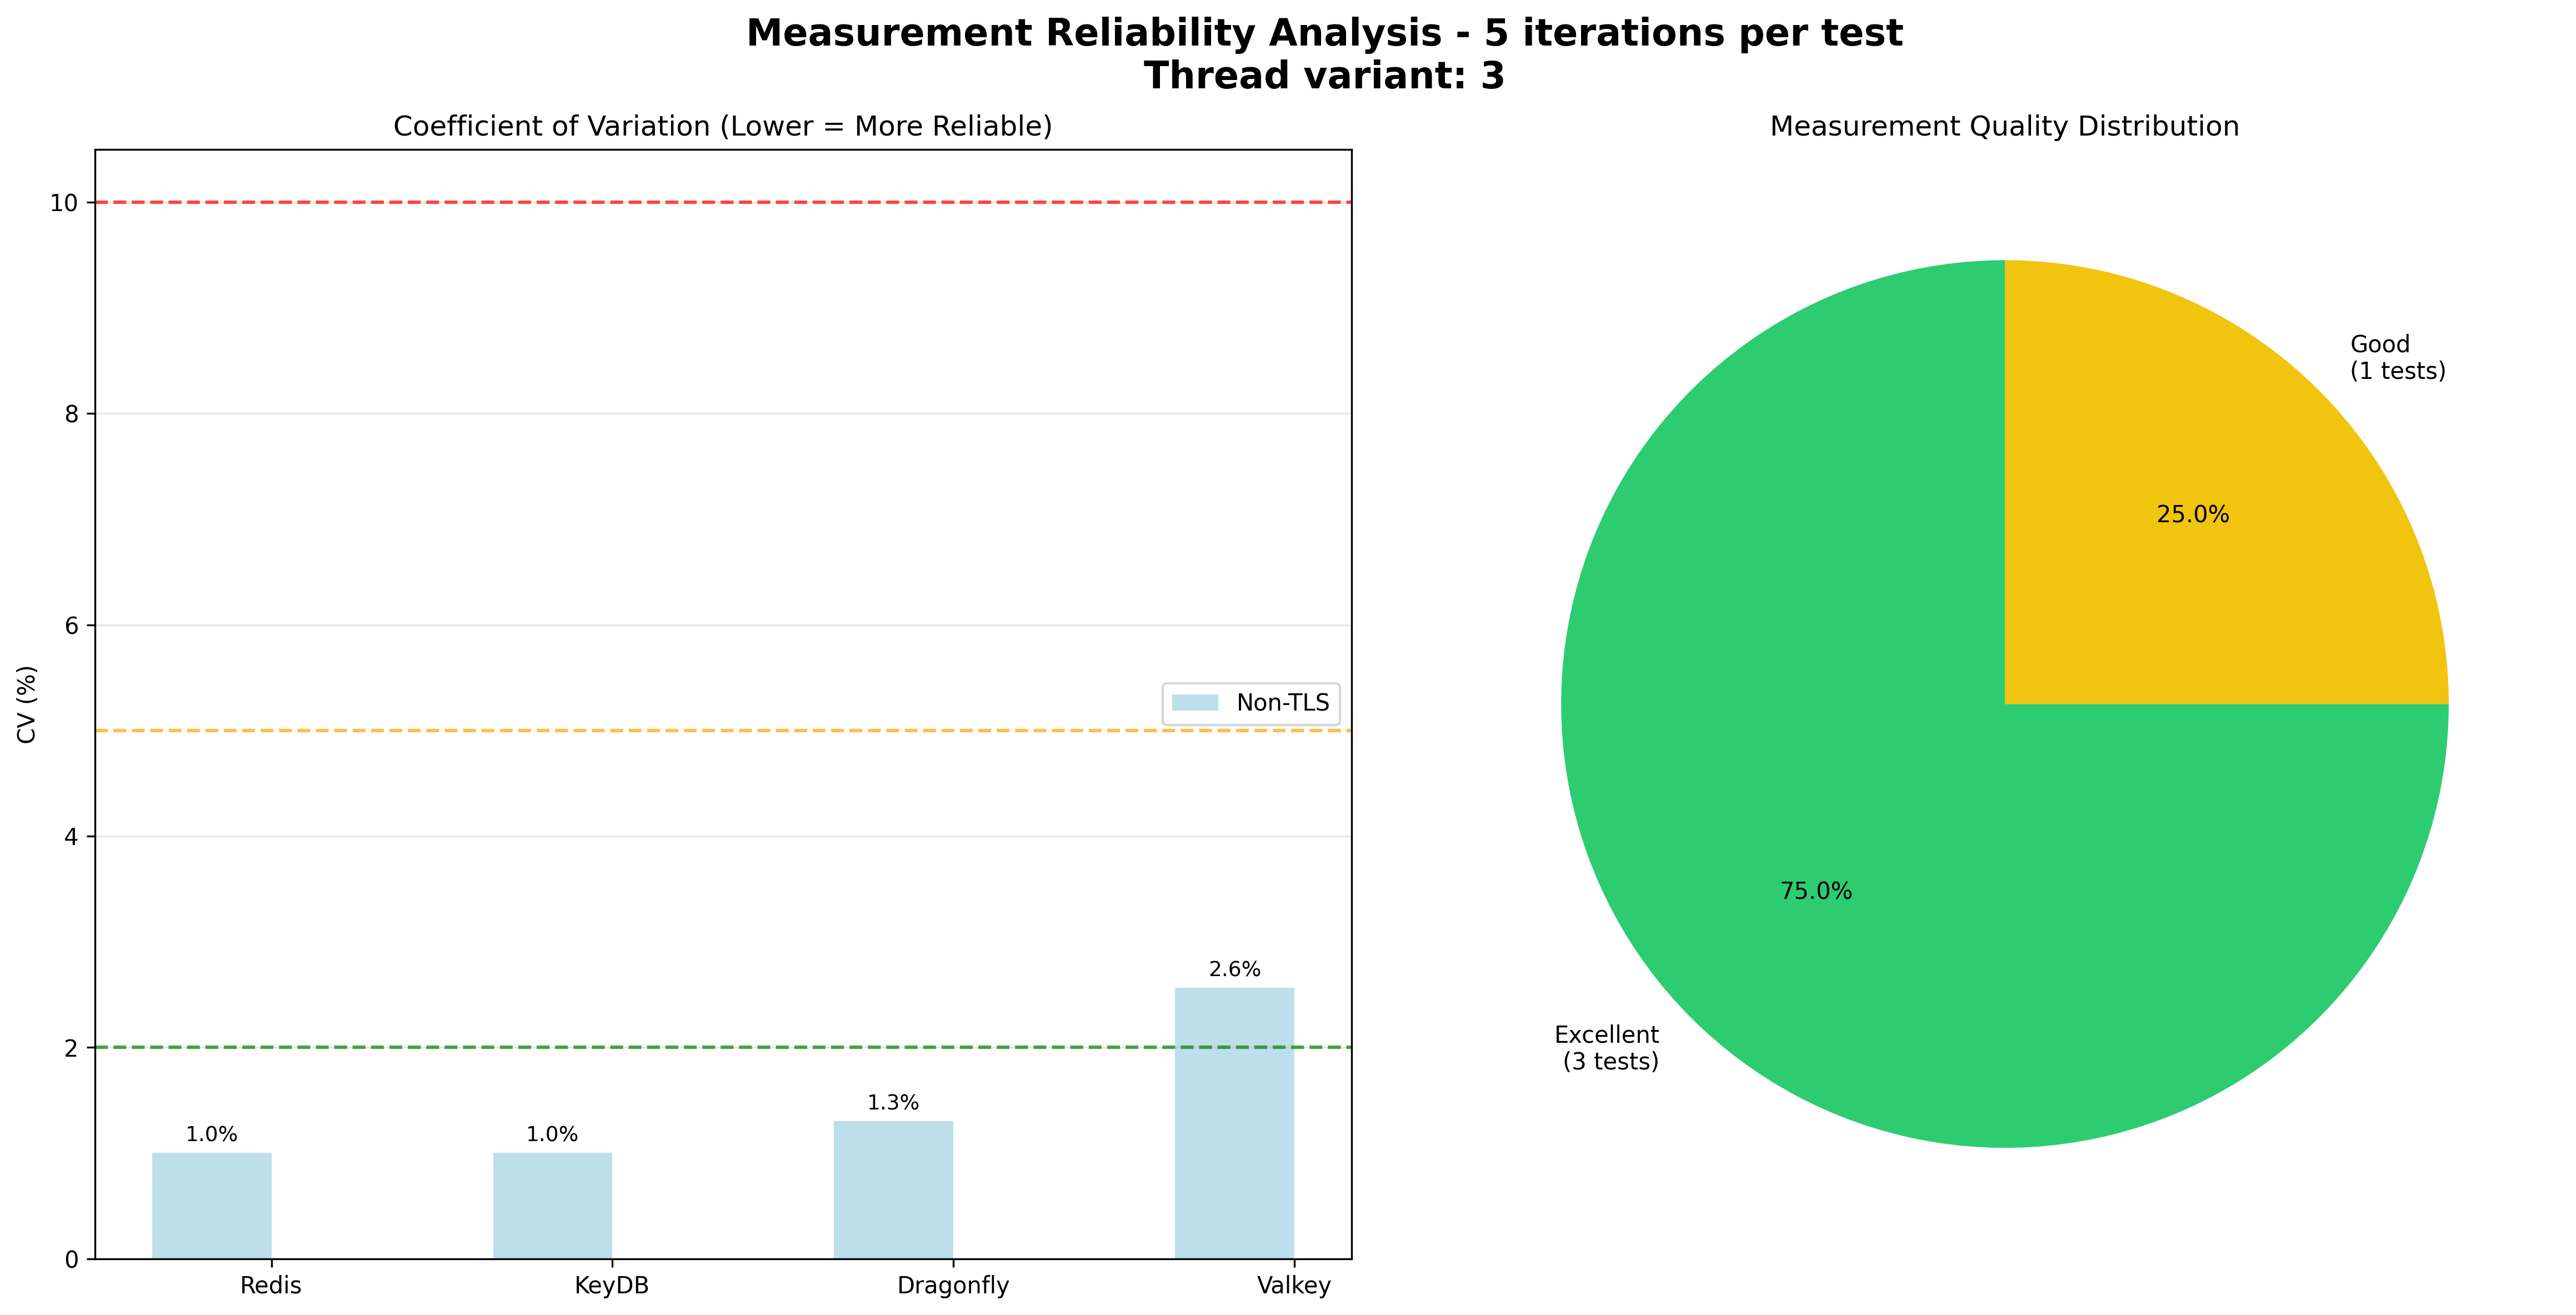 Measurement Reliability Analysis - 5 iterations per test
Thread variant: 3
Coefficient of Variation (Lower = More Reliable)
CV (%)
10
8
6
4
2
0
Non-TLS
1.0%
1.0%
1.3%
2.6%
Redis
KeyDB
Dragonfly
Valkey
Measurement Quality Distribution
Good
(1 tests)
25.0%
75.0%
Excellent
(3 tests)